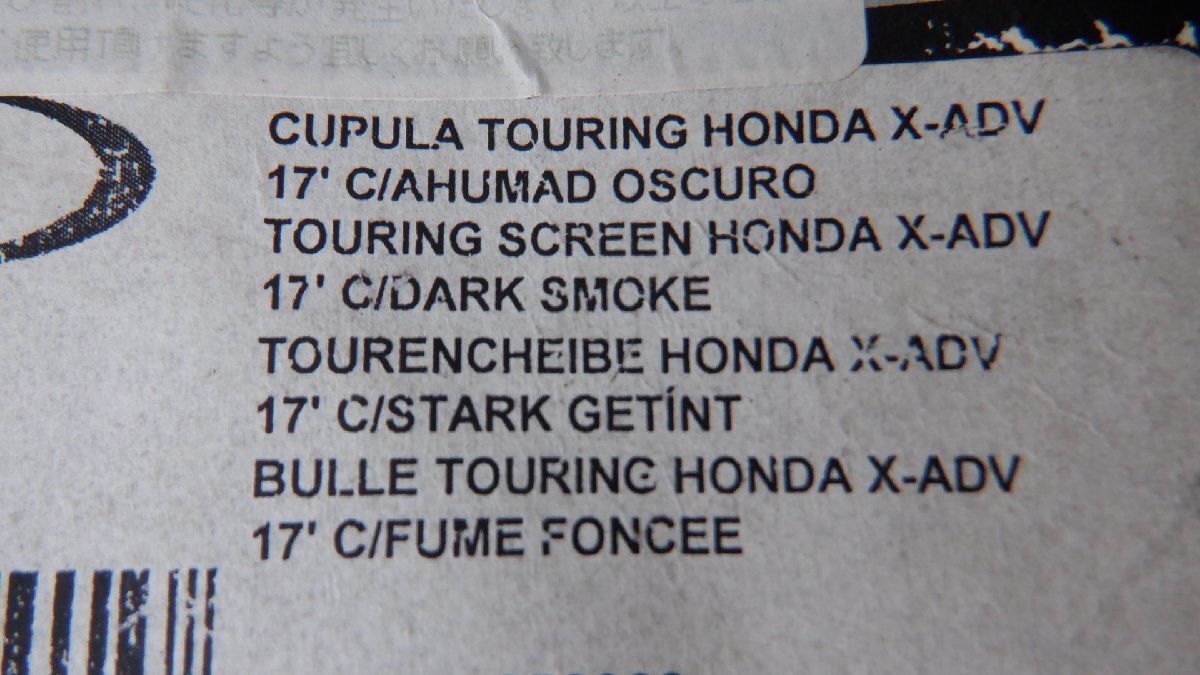 CUPULA TOURING HONDA X-ADV
17' C/AHUMAD OSCURO
TOURING SCREEN HONDA X-ADV
17' C/DARK SMOKE
TOURENCHEIBE HONDA X-ADV
17' C/STARK GETÍNT
BULLE TOURING HONDA X-ADV
17' C/FUME FONCEE